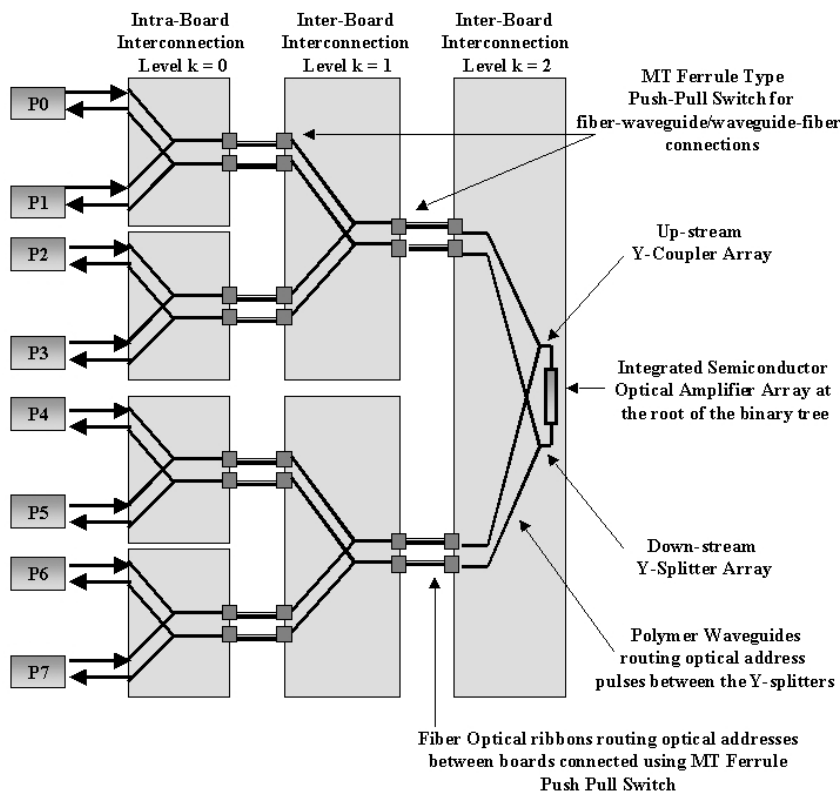 Intra-Board
Interconnection
Level k = 0
Inter-Board
Interconnection
Level k = 1
Inter-Board
Interconnection
Level k = 2
MT Ferrule Type
Push-Pull Switch for
fiber-waveguide/waveguide-fiber
connections
P0
P1
P2
P3
P4
P5
P6
P7
Up-stream
Y-Coupler Array
Integrated Semiconductor
Optical Amplifier Array at
the root of the binary tree
Down-stream
Y-Splitter Array
Polymer Waveguides
routing optical address
pulses between the Y-splitters
Fiber Optical ribbons routing optical addresses
between boards connected using MT Ferrule
Push Pull Switch